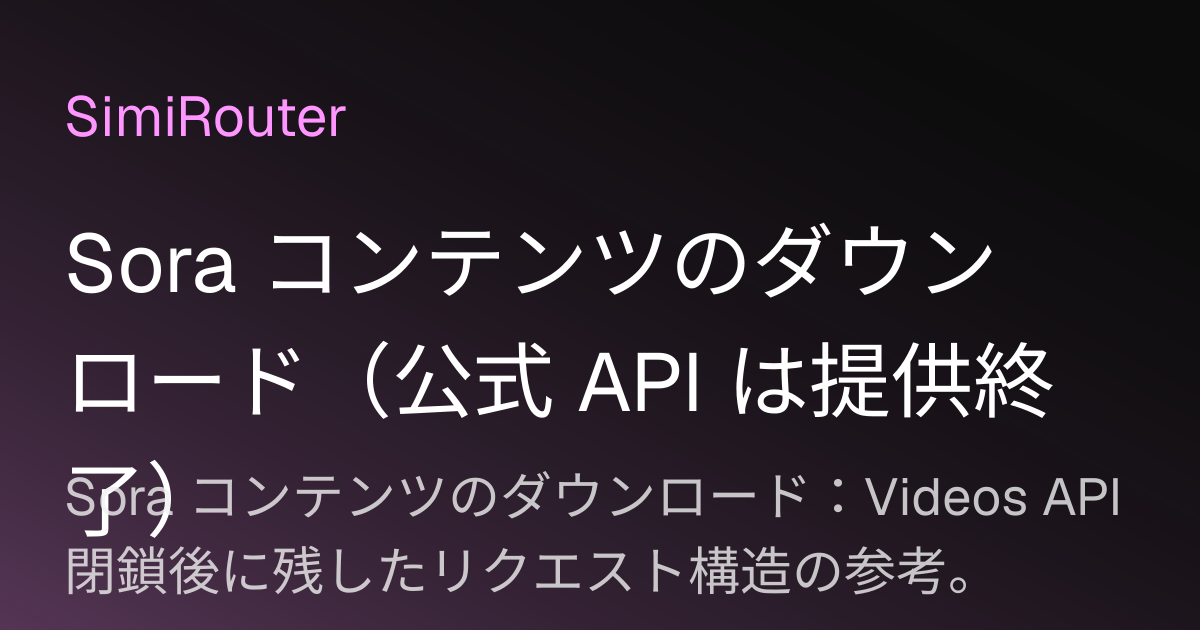 SimiRouter
Sora コンテンツのダウン
ロード（公式 API は提供終
了）
Sora コンテンツのダウンロード：Videos API
閉鎖後に残したリクエスト構造の参考。